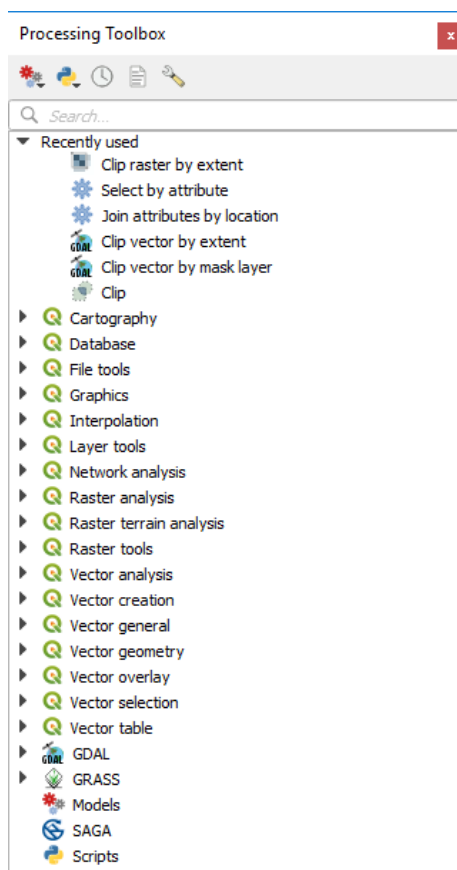 Processing Toolbox
x
Search...
Recently used
Clip raster by extent
Select by attribute
Join attributes by location
GDAL Clip vector by extent
GDAL Clip vector by mask layer
Clip
Cartography
Database
File tools
Graphics
Interpolation
Layer tools
Network analysis
Raster analysis
Raster terrain analysis
Raster tools
Vector analysis
Vector creation
Vector general
Vector geometry
Vector overlay
Vector selection
Vector table
GDAL GDAL
GRASS
Models
SAGA
Scripts